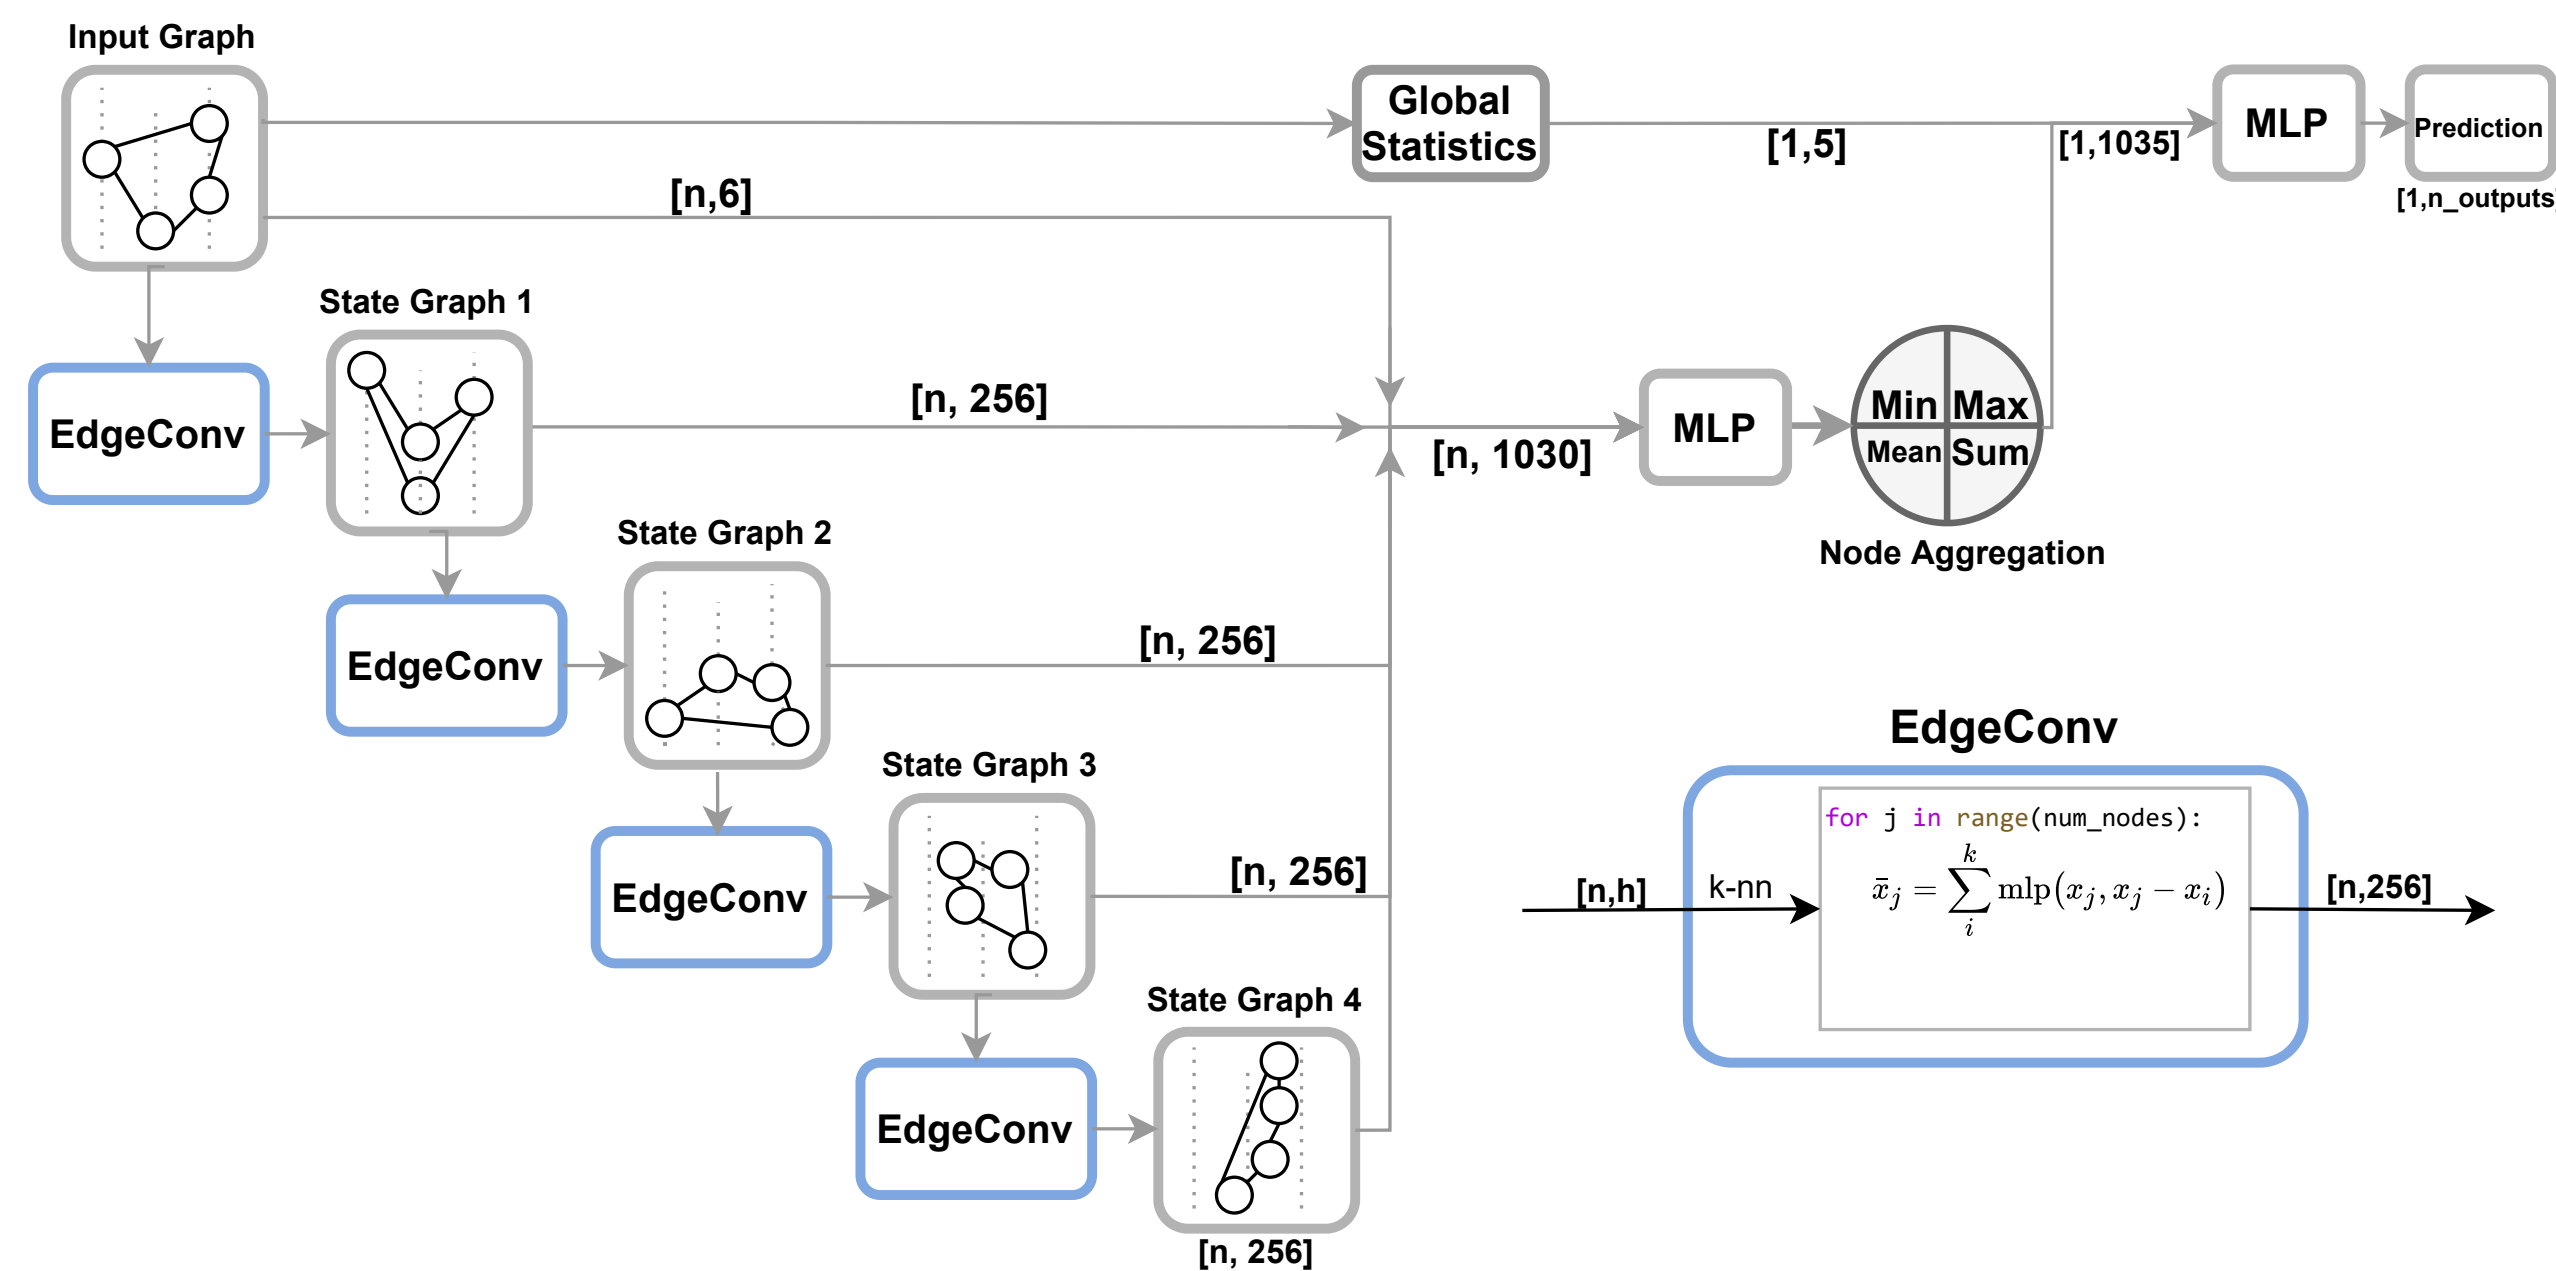 Input Graph
Global
Statistics
[1,5]
[1,1035]
MLP
Prediction
[1,n_outputs]
[n,6]
State Graph 1
EdgeConv
[n, 256]
[n, 1030]
MLP
Min
Max
Mean
Sum
Node Aggregation
State Graph 2
EdgeConv
[n, 256]
State Graph 3
EdgeConv
[n, 256]
State Graph 4
EdgeConv
[n, 256]
EdgeConv
[n,h]
k-nn
for j in range(num_nodes):
x̄_j = ∑_i^k mlp(x_j, x_j − x_i)
[n,256]